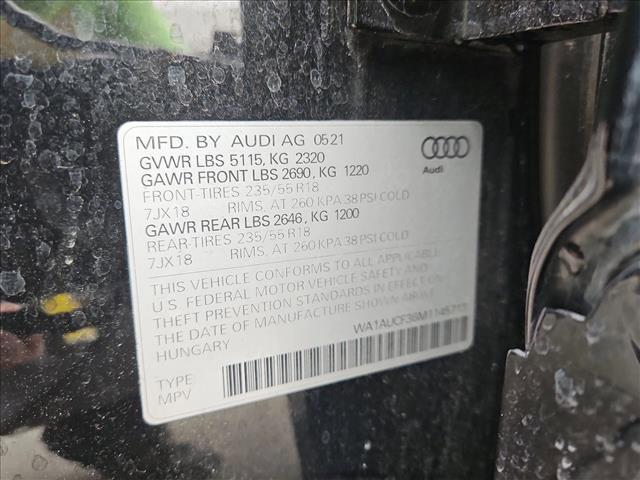 MFD. BY AUDI AG 0521
GVWR LBS 5115, KG 2320
GAWR FRONT LBS 2690, KG 1220
FRONT-TIRES 235/55 R18
7JX18 RIMS, AT 260 KPA 38 PSI COLD
GAWR REAR LBS 2646, KG 1200
REAR-TIRES 235/55 R18
7JX18 RIMS, AT 260 KPA 38 PSI COLD
THIS VEHICLE CONFORMS TO ALL APPLICABLE
U.S. FEDERAL MOTOR VEHICLE SAFETY AND
THEFT PREVENTION STANDARDS IN EFFECT ON
THE DATE OF MANUFACTURE SHOWN ABOVE.
HUNGARY
WA1AUCF36M1145717
TYPE:
MPV
Audi